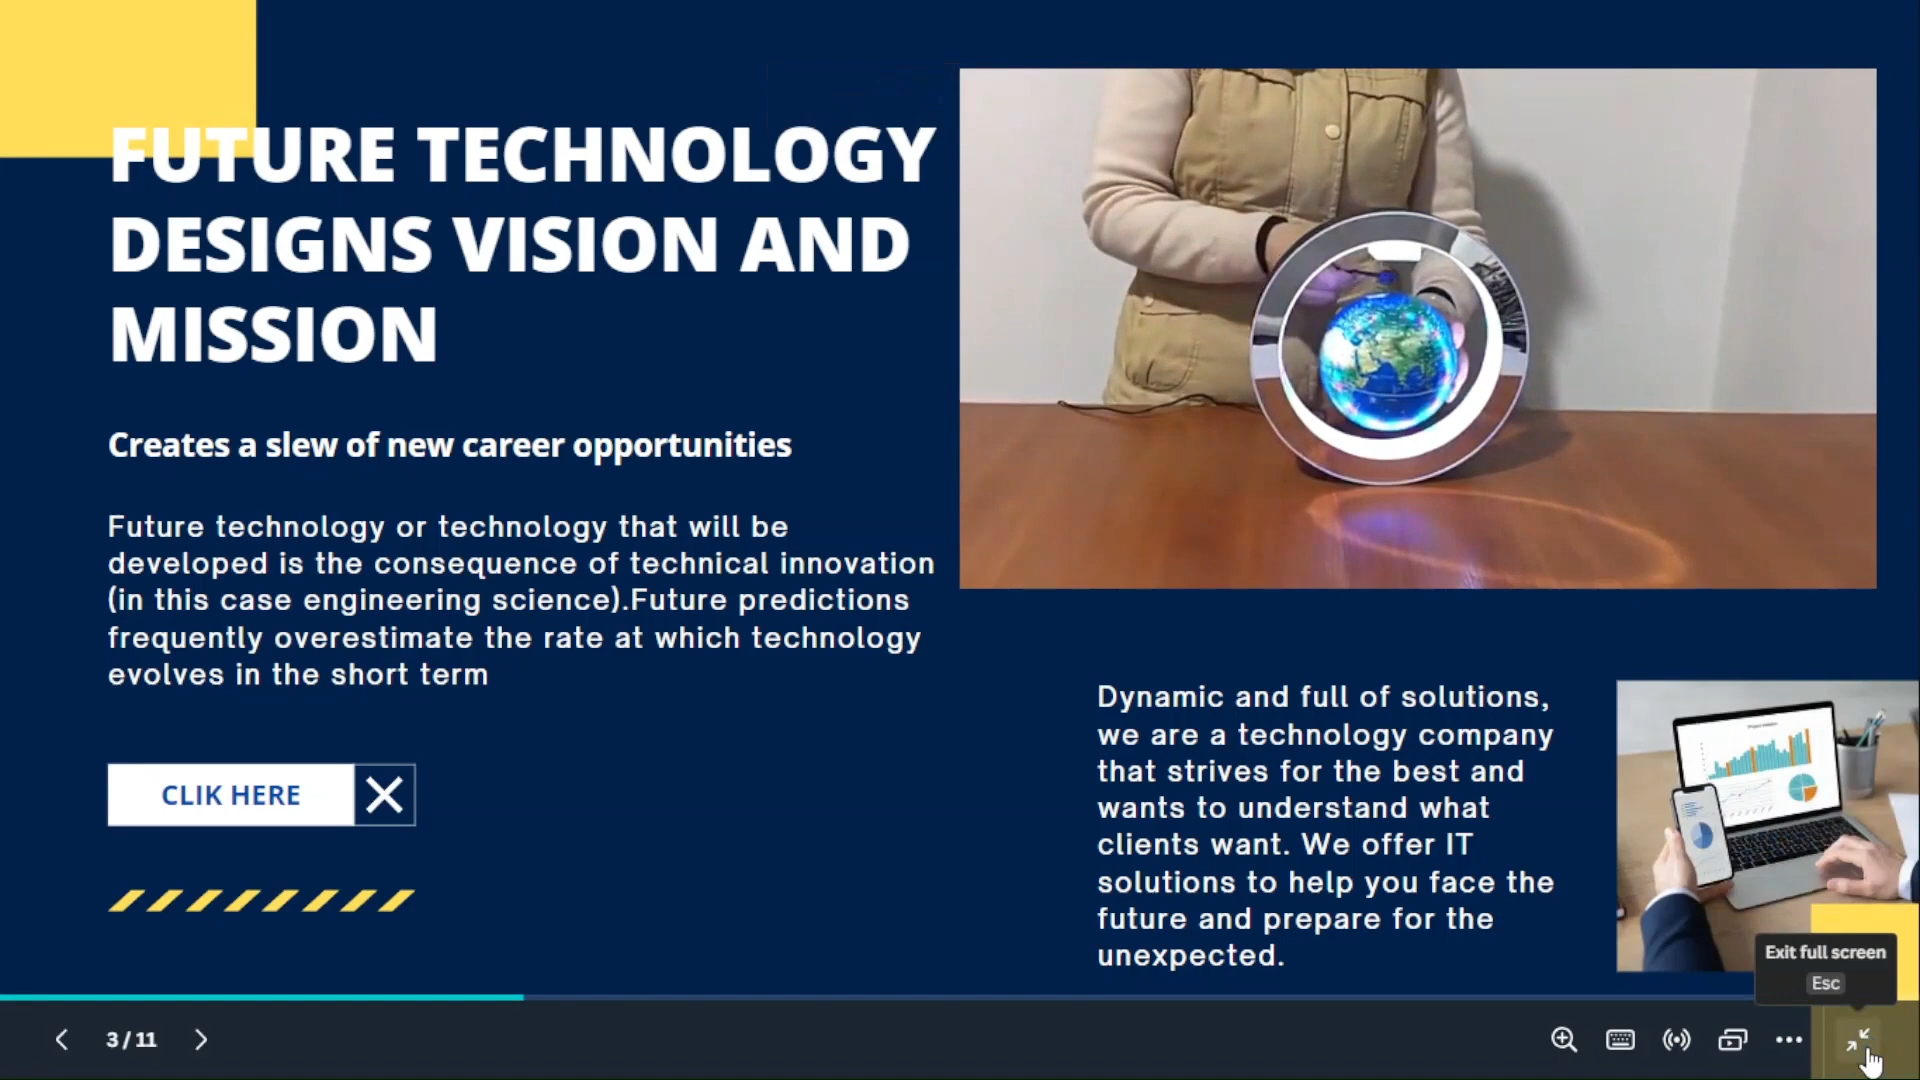 FUTURE TECHNOLOGY
DESIGNS VISION AND
MISSION
Creates a slew of new career opportunities
Future technology or technology that will be
developed is the consequence of technical innovation
(in this case engineering science).Future predictions
frequently overestimate the rate at which technology
evolves in the short term
CLIK HERE
Dynamic and full of solutions,
we are a technology company
that strives for the best and
wants to understand what
clients want. We offer IT
solutions to help you face the
future and prepare for the
unexpected.
Exit full screen
Esc
3 / 11